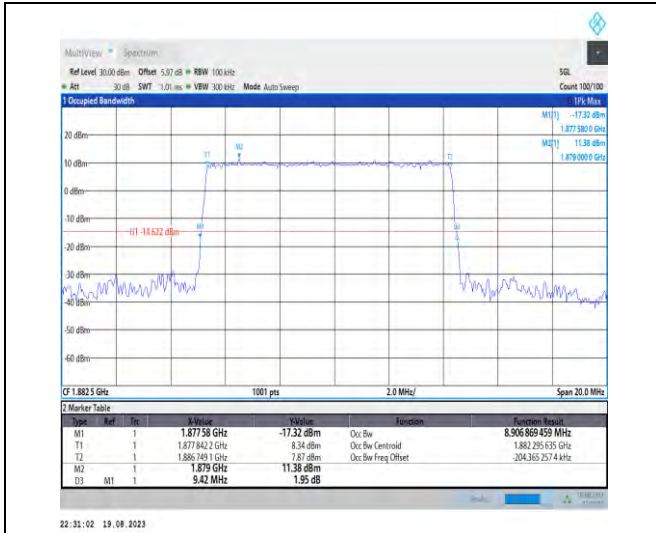 MultiView Spectrum
Ref Level 30.00 dBm Offset 5.97 dB RBW 100 kHz SGL
Att 30 dB SWT 1.01 ms VBW 300 kHz Mode Auto Sweep Count 100/100
1 Occupied Bandwidth 1Pk Max
M1[1] -17.32 dBm
1.877 580 0 GHz
20 dBm M2[1] 11.38 dBm
1.879 000 0 GHz
M2
T1 T2
10 dBm
0 dBm
-10 dBm
M1 D3
H1 -14.622 dBm
-20 dBm
-30 dBm
-40 dBm
-50 dBm
-60 dBm
CF 1.882 5 GHz 1001 pts 2.0 MHz/ Span 20.0 MHz
2 Marker Table
Type Ref Trc X-Value Y-Value Function Function Result
M1 1 1.877 58 GHz -17.32 dBm Occ Bw 8.906 869 459 MHz
T1 1 1.877 842 2 GHz 8.34 dBm Occ Bw Centroid 1.882 295 635 GHz
T2 1 1.886 749 1 GHz 7.87 dBm Occ Bw Freq Offset -204.365 257 4 kHz
M2 1 1.879 GHz 11.38 dBm
D3 M1 1 9.42 MHz 1.95 dB
22:31:02 19.08.2023